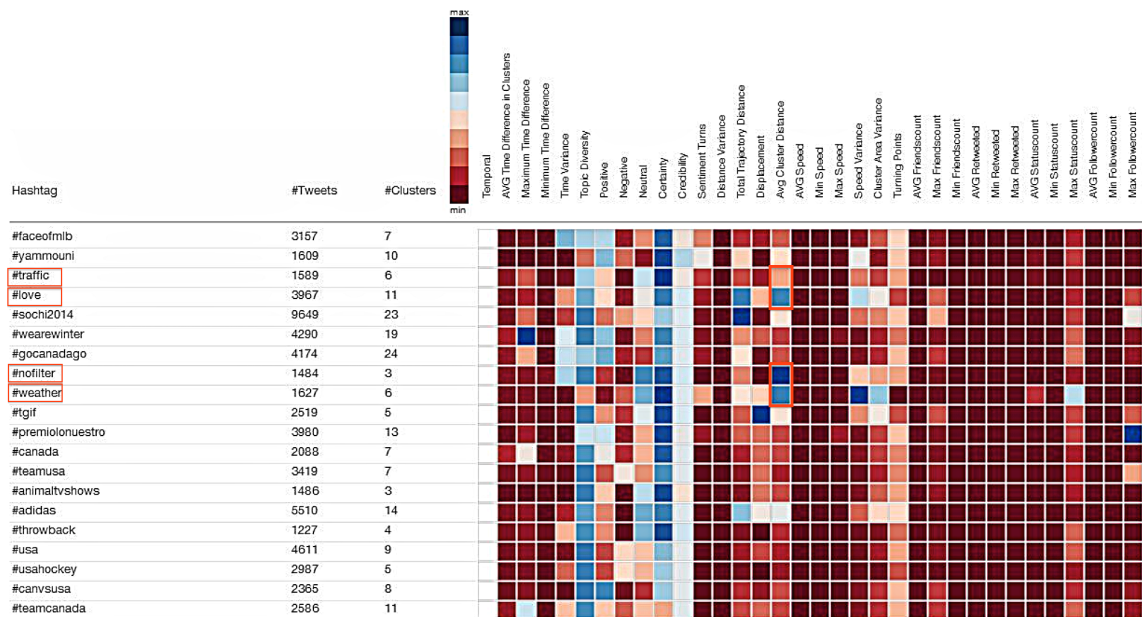 max
min
Temporal
AVG Time Difference in Clusters
Maximum Time Difference
Minimum Time Difference
Time Variance
Topic Diversity
Positive
Negative
Neutral
Certainty
Credibility
Sentiment Turns
Distance Variance
Total Trajectory Distance
Displacement
Avg Cluster Distance
AVG Speed
Min Speed
Max Speed
Speed Variance
Cluster Area Variance
Turning Points
AVG Friendscount
Max Friendscount
Min Friendscount
AVG Retweeted
Min Retweeted
Max Retweeted
AVG Statuscount
Min Statuscount
Max Statuscount
AVG Followercount
Min Followercount
Max Followercount
Hashtag #Tweets #Clusters
#faceofmlb 3157 7
#yammouni 1609 10
#traffic 1589 6
#love 3967 11
#sochi2014 9649 23
#wearewinter 4290 19
#gocanadago 4174 24
#nofilter 1484 3
#weather 1627 6
#tgif 2519 5
#premiolonuestro 3980 13
#canada 2088 7
#teamusa 3419 7
#animaltvshows 1486 3
#adidas 5510 14
#throwback 1227 4
#usa 4611 9
#usahockey 2987 5
#canvsusa 2365 8
#teamcanada 2586 11